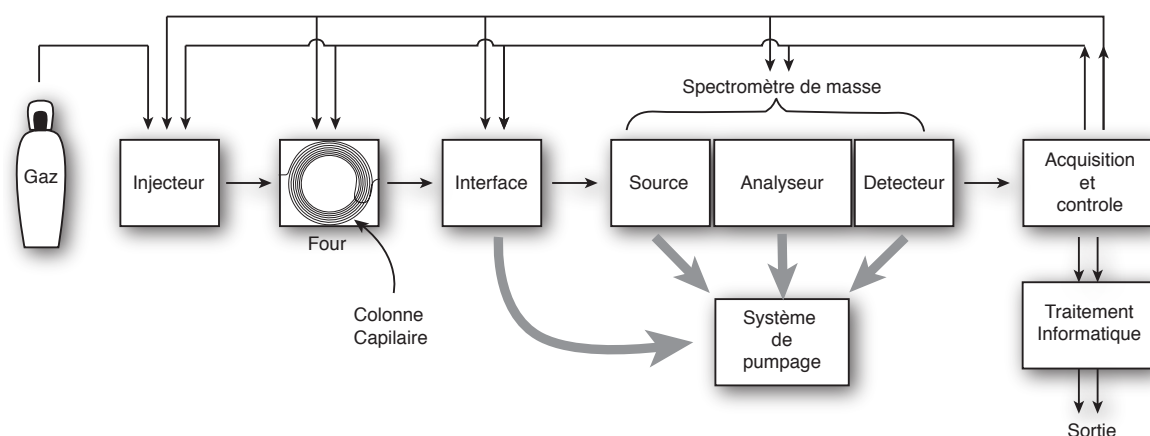 Spectromètre de masse
Gaz
Injecteur
Interface
Source
Analyseur
Detecteur
Acquisition
et
controle
Four
Colonne
Capilaire
Système
de
pumpage
Traitement
Informatique
Sortie